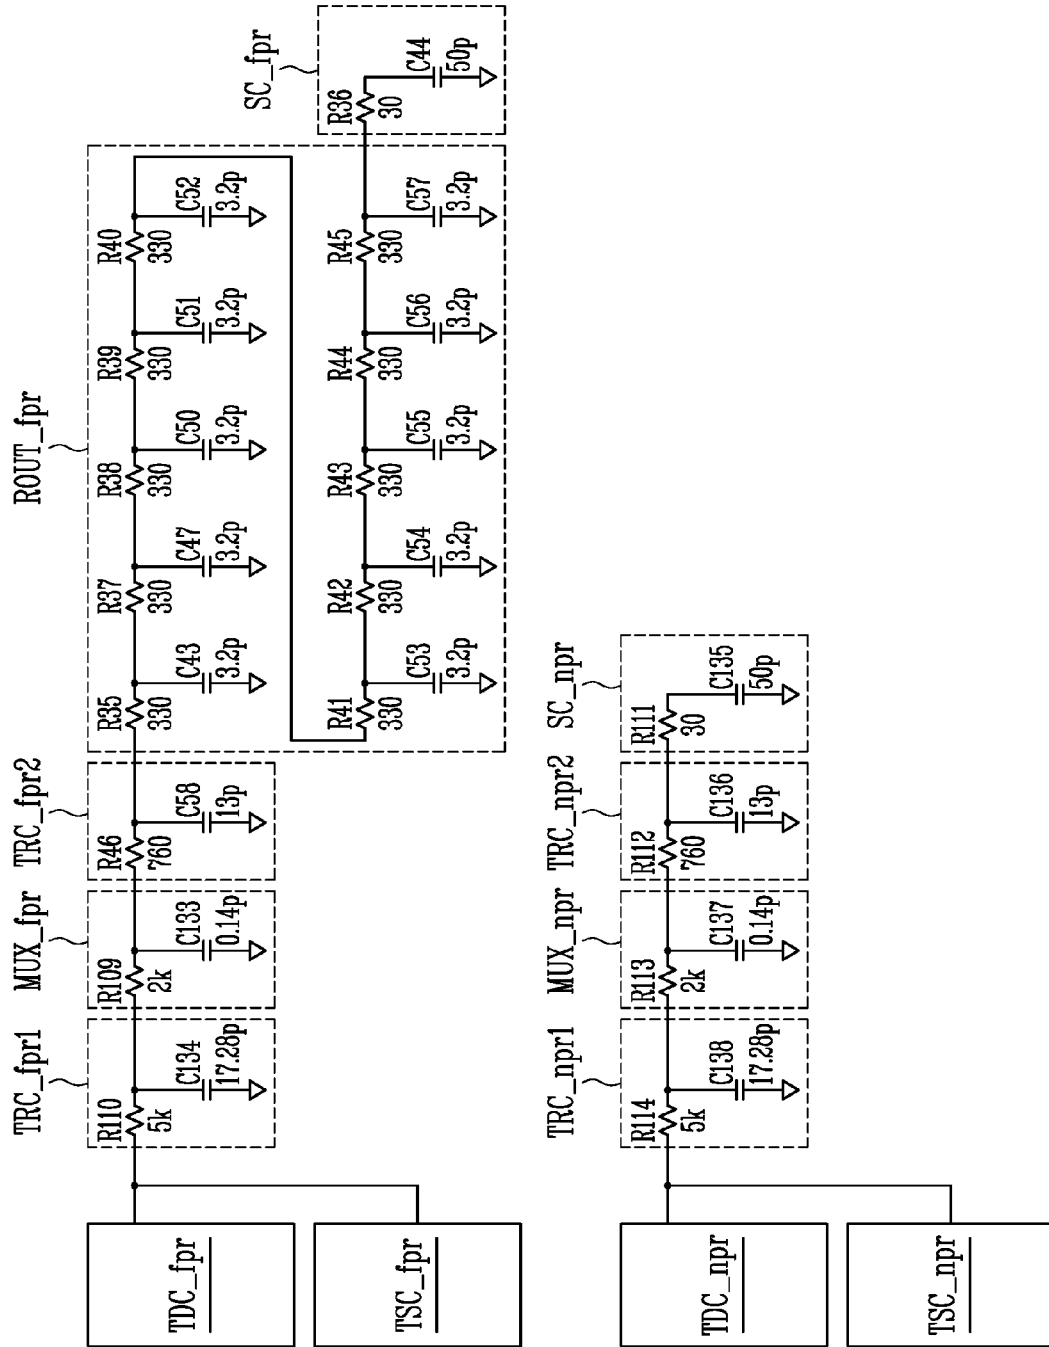 TDC_fpr
TSC_fpr
TRC_fpr1
R110
5k
C134
17.28p
MUX_fpr
R109
2k
C133
0.14p
TRC_fpr2
R46
760
C58
13p
ROUT_fpr
R35
330
C43
3.2p
R37
330
C47
3.2p
R38
330
C50
3.2p
R39
330
C51
3.2p
R40
330
C52
3.2p
R41
330
C53
3.2p
R42
330
C54
3.2p
R43
330
C55
3.2p
R44
330
C56
3.2p
R45
330
C57
3.2p
SC_fpr
R36
30
C44
50p
TDC_npr
TSC_npr
TRC_npr1
R114
5k
C138
17.28p
MUX_npr
R113
2k
C137
0.14p
TRC_npr2
R112
760
C136
13p
SC_npr
R111
30
C135
50p